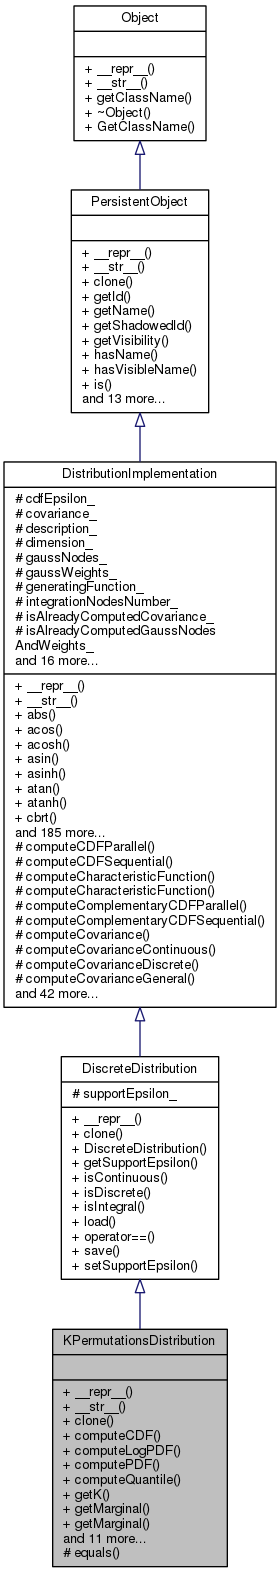 Object
+ __repr__()
+ __str__()
+ getClassName()
+ ~Object()
+ GetClassName()
PersistentObject
+ __repr__()
+ __str__()
+ clone()
+ getId()
+ getName()
+ getShadowedId()
+ getVisibility()
+ hasName()
+ hasVisibleName()
+ is()
and 13 more...
DistributionImplementation
# cdfEpsilon_
# covariance_
# description_
# dimension_
# gaussNodes_
# gaussWeights_
# generatingFunction_
# integrationNodesNumber_
# isAlreadyComputedCovariance_
# isAlreadyComputedGaussNodes
AndWeights_
and 16 more...
+ __repr__()
+ __str__()
+ abs()
+ acos()
+ acosh()
+ asin()
+ asinh()
+ atan()
+ atanh()
+ cbrt()
and 185 more...
# computeCDFParallel()
# computeCDFSequential()
# computeCharacteristicFunction()
# computeCharacteristicFunction()
# computeComplementaryCDFParallel()
# computeComplementaryCDFSequential()
# computeCovariance()
# computeCovarianceContinuous()
# computeCovarianceDiscrete()
# computeCovarianceGeneral()
and 42 more...
DiscreteDistribution
# supportEpsilon_
+ __repr__()
+ clone()
+ DiscreteDistribution()
+ getSupportEpsilon()
+ isContinuous()
+ isDiscrete()
+ isIntegral()
+ load()
+ operator==()
+ save()
+ setSupportEpsilon()
KPermutationsDistribution
+ __repr__()
+ __str__()
+ clone()
+ computeCDF()
+ computeLogPDF()
+ computePDF()
+ computeQuantile()
+ getK()
+ getMarginal()
+ getMarginal()
and 11 more...
# equals()